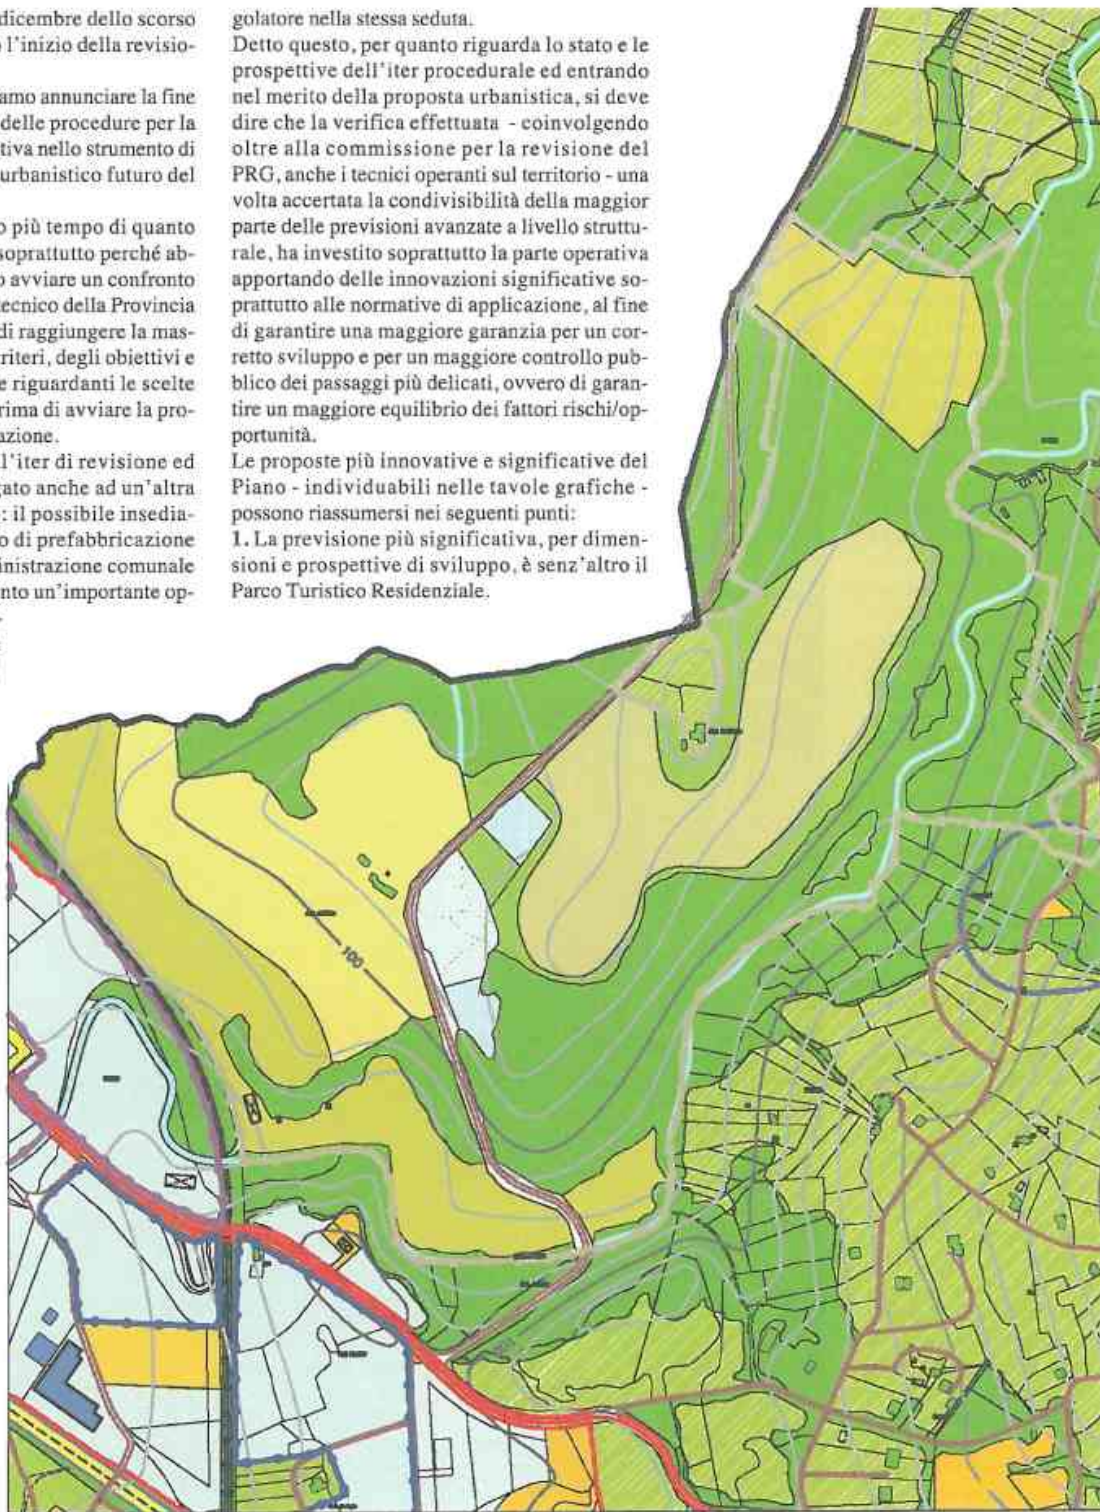 dicembre dello scorso
l'inizio della revisio-
amo annunciare la fine
delle procedure per la
tiva nello strumento di
urbanistico futuro del
o più tempo di quanto
soprattutto perché ab-
o avviare un confronto
tecnico della Provincia
di raggiungere la mas-
riteri, degli obiettivi e
e riguardanti le scelte
rima di avviare la pro-
azione.
l'iter di revisione ed
gato anche ad un'altra
: il possibile insedia-
o di prefabbricazione
inistrazione comunale
nto un'importante op-
golatore nella stessa seduta.
Detto questo, per quanto riguarda lo stato e le
prospettive dell'iter procedurale ed entrando
nel merito della proposta urbanistica, si deve
dire che la verifica effettuata - coinvolgendo
oltre alla commissione per la revisione del
PRG, anche i tecnici operanti sul territorio - una
volta accertata la condivisibilità della maggior
parte delle previsioni avanzate a livello struttu-
rale, ha investito soprattutto la parte operativa
apportando delle innovazioni significative so-
prattutto alle normative di applicazione, al fine
di garantire una maggiore garanzia per un cor-
retto sviluppo e per un maggiore controllo pub-
blico dei passaggi più delicati, ovvero di garan-
tire un maggiore equilibrio dei fattori rischi/op-
portunità.
Le proposte più innovative e significative del
Piano - individuabili nelle tavole grafiche -
possono riassumersi nei seguenti punti:
1. La previsione più significativa, per dimen-
sioni e prospettive di sviluppo, è senz'altro il
Parco Turistico Residenziale.
100